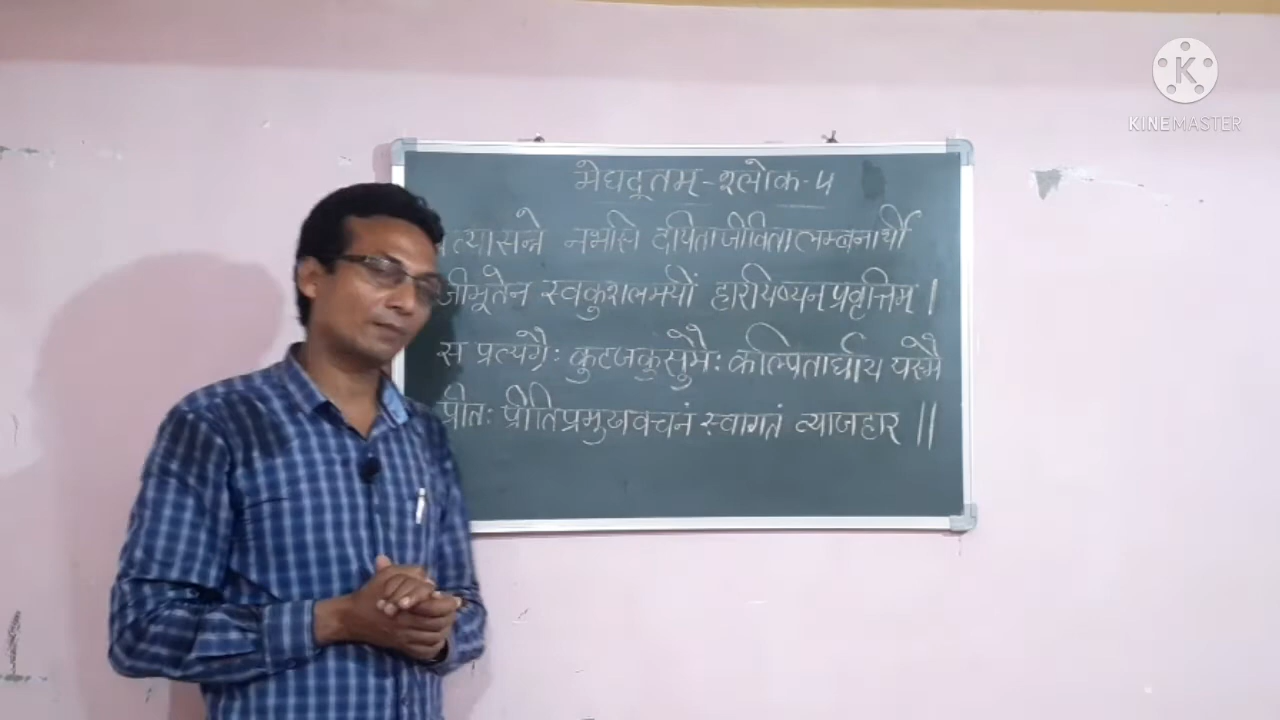 मेघदूतम्-श्लोक-५
त्यासन्ने नभसि दयिताजीवितालम्बनार्थी
जीमूतेन स्वकुशलमयीं हारयिष्यन्प्रवृत्तिम् ।
स प्रत्यग्रैः कुटजकुसुमैः कल्पितार्घाय यस्मै
प्रीतः प्रीतिप्रमुखवचनं स्वागतं व्याजहार ॥
K
KINEMASTER